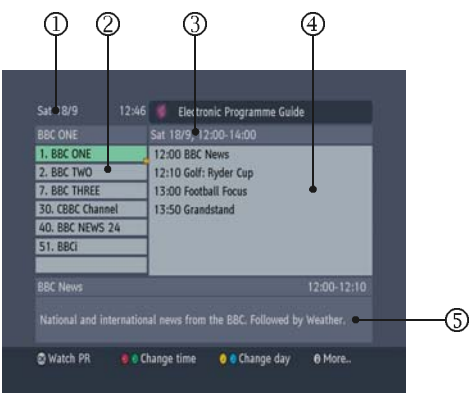 1 2 3 4
Sat 18/9 12:46 Electronic Programme Guide
BBC ONE Sat 18/9, 12:00-14:00
1. BBC ONE 12:00 BBC News
2. BBC TWO 12:10 Golf: Ryder Cup
7. BBC THREE 13:00 Football Focus
30. CBBC Channel 13:50 Grandstand
40. BBC NEWS 24
51. BBCi
BBC News 12:00-12:10
National and international news from the BBC. Followed by Weather. 5
Watch PR Change time Change day More..